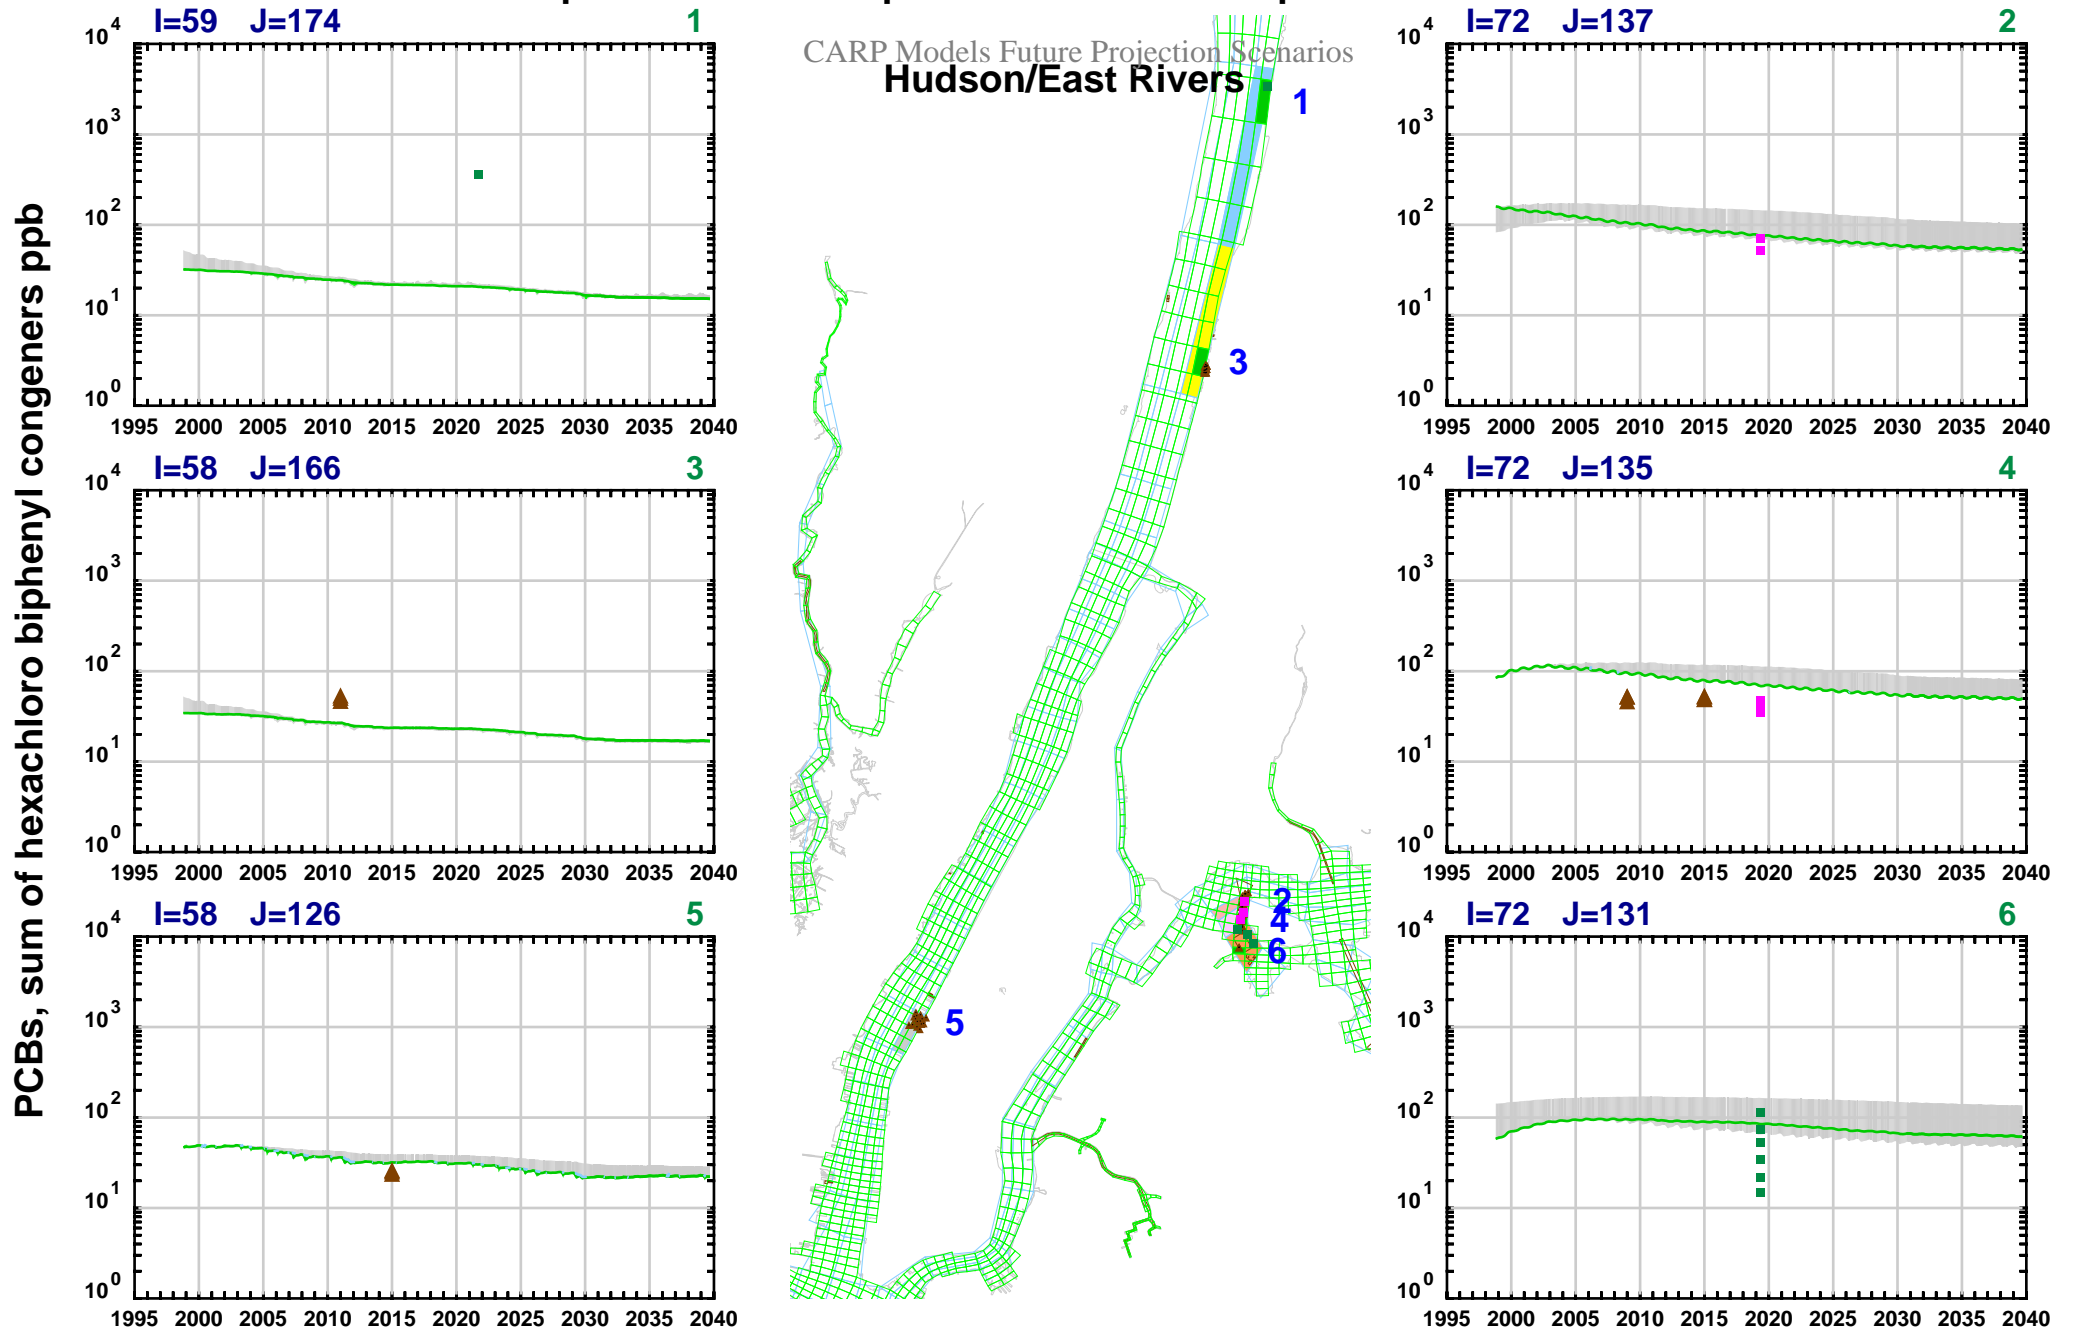 CARP Models Future Projection Scenarios
Hudson/East Rivers
PCBs, sum of hexachloro biphenyl congeners ppb
I=59 J=174 1
10^4
10^3
10^2
10^1
10^0
1995 2000 2005 2010 2015 2020 2025 2030 2035 2040
I=72 J=137 2
10^4
10^3
10^2
10^1
10^0
1995 2000 2005 2010 2015 2020 2025 2030 2035 2040
I=58 J=166 3
10^4
10^3
10^2
10^1
10^0
1995 2000 2005 2010 2015 2020 2025 2030 2035 2040
I=72 J=135 4
10^4
10^3
10^2
10^1
10^0
1995 2000 2005 2010 2015 2020 2025 2030 2035 2040
I=58 J=126 5
10^4
10^3
10^2
10^1
10^0
1995 2000 2005 2010 2015 2020 2025 2030 2035 2040
I=72 J=131 6
10^4
10^3
10^2
10^1
10^0
1995 2000 2005 2010 2015 2020 2025 2030 2035 2040
1
3
2
4
6
5